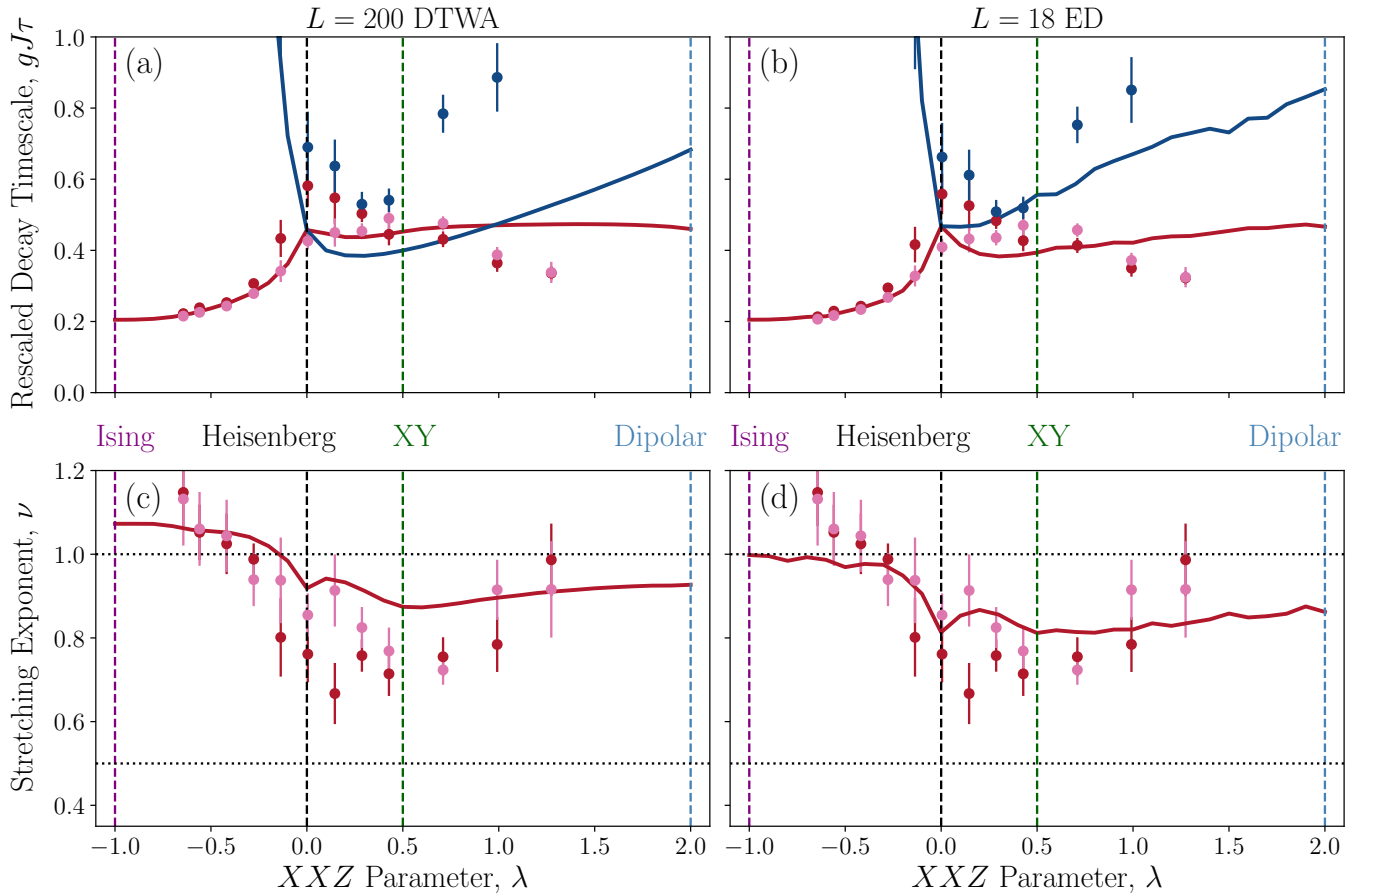 L = 200 DTWA
L = 18 ED
Rescaled Decay Timescale, gJτ
1.0
0.8
0.6
0.4
0.2
0.0
(a)
(b)
Ising
Heisenberg
XY
Dipolar
Ising
Heisenberg
XY
Dipolar
Stretching Exponent, ν
1.2
1.0
0.8
0.6
0.4
(c)
(d)
−1.0 −0.5 0.0 0.5 1.0 1.5 2.0
−1.0 −0.5 0.0 0.5 1.0 1.5 2.0
XXZ Parameter, λ
XXZ Parameter, λ